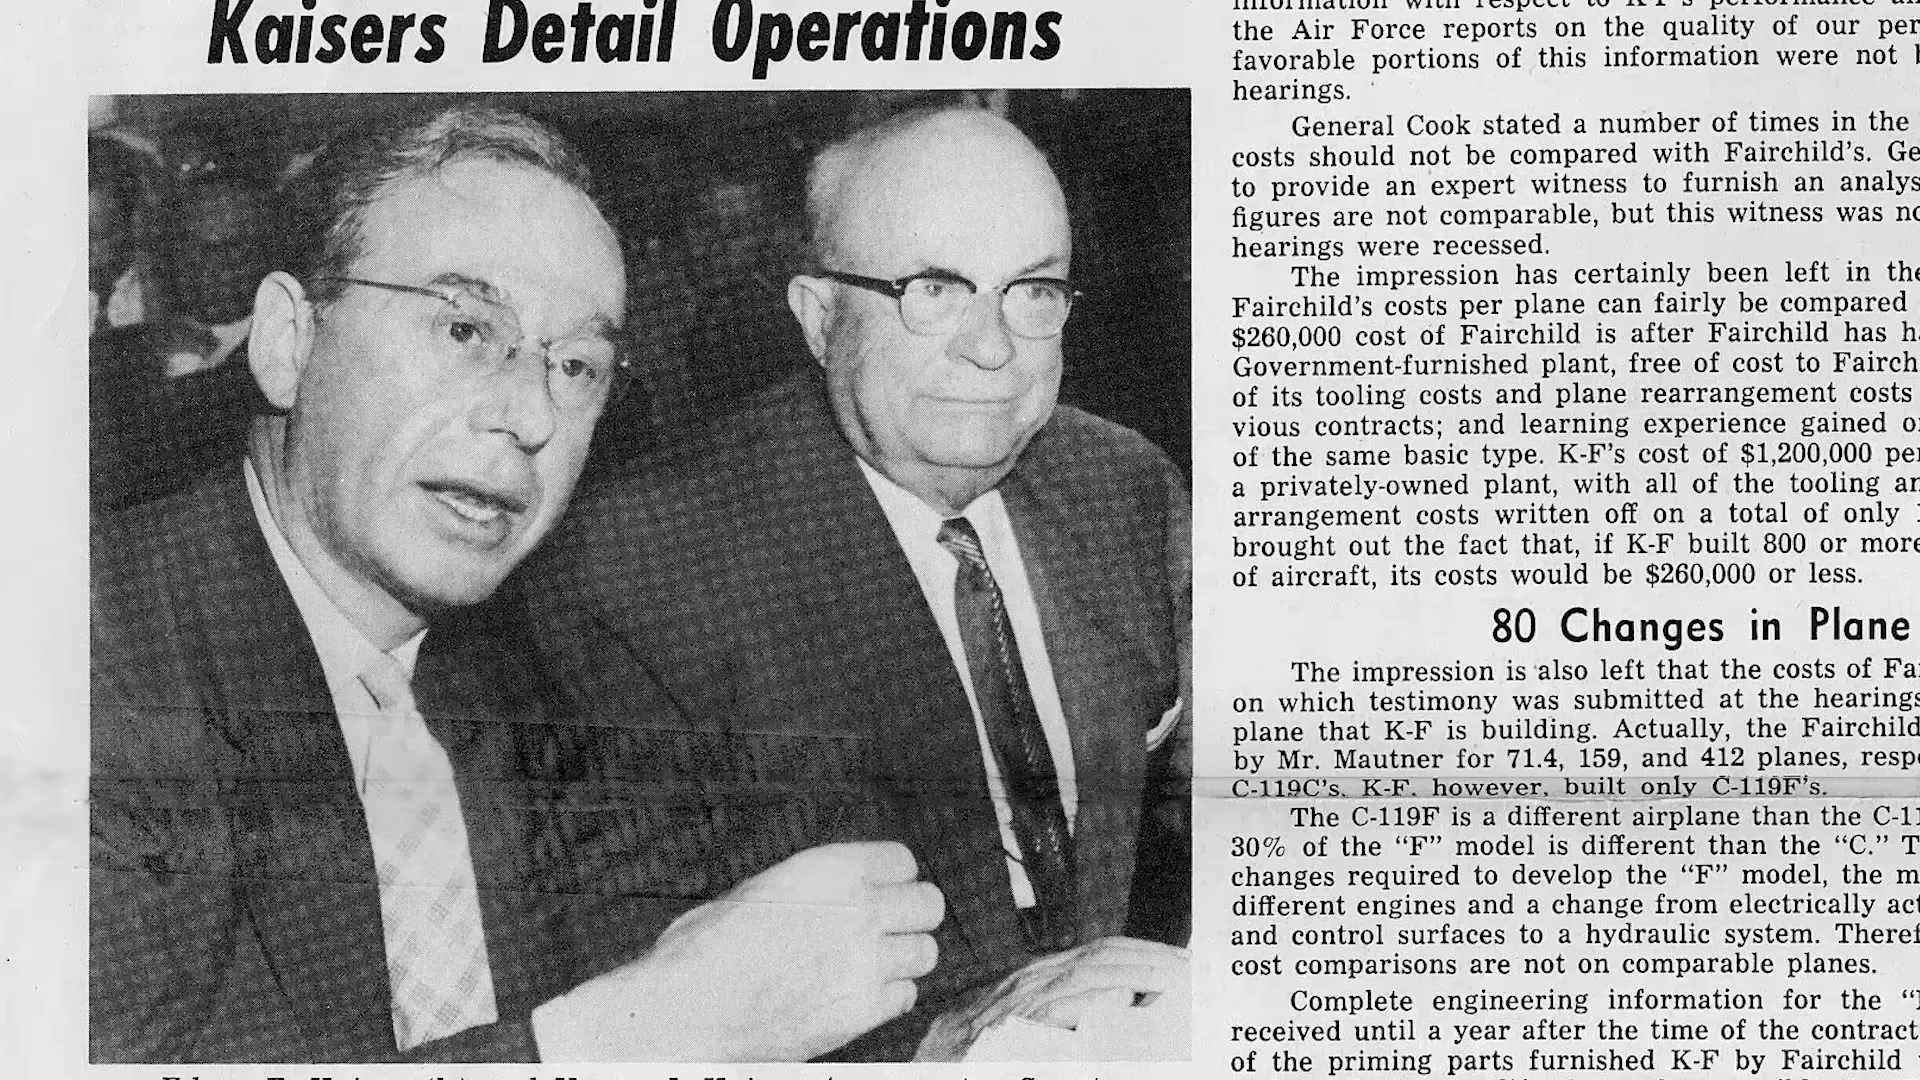 Kaisers Detail Operations
the Air Force reports on the quality of our per
favorable portions of this information were not
hearings.
General Cook stated a number of times in the
costs should not be compared with Fairchild's. Ge
to provide an expert witness to furnish an analys
figures are not comparable, but this witness was no
hearings were recessed.
The impression has certainly been left in the
Fairchild's costs per plane can fairly be compared
$260,000 cost of Fairchild is after Fairchild has ha
Government-furnished plant, free of cost to Fairch
of its tooling costs and plane rearrangement costs
vious contracts; and learning experience gained o
of the same basic type. K-F's cost of $1,200,000 pe
a privately-owned plant, with all of the tooling an
arrangement costs written off on a total of only
brought out the fact that, if K-F built 800 or more
of aircraft, its costs would be $260,000 or less.
80 Changes in Plane
The impression is also left that the costs of Fa
on which testimony was submitted at the hearings
plane that K-F is building. Actually, the Fairchild
by Mr. Mautner for 71.4, 159, and 412 planes, resp
C-119C's. K-F, however, built only C-119F's.
The C-119F is a different airplane than the C-11
30% of the "F" model is different than the "C." T
changes required to develop the "F" model, the m
different engines and a change from electrically act
and control surfaces to a hydraulic system. Theref
cost comparisons are not on comparable planes.
Complete engineering information for the "
received until a year after the time of the contract
of the priming parts furnished K-F by Fairchild